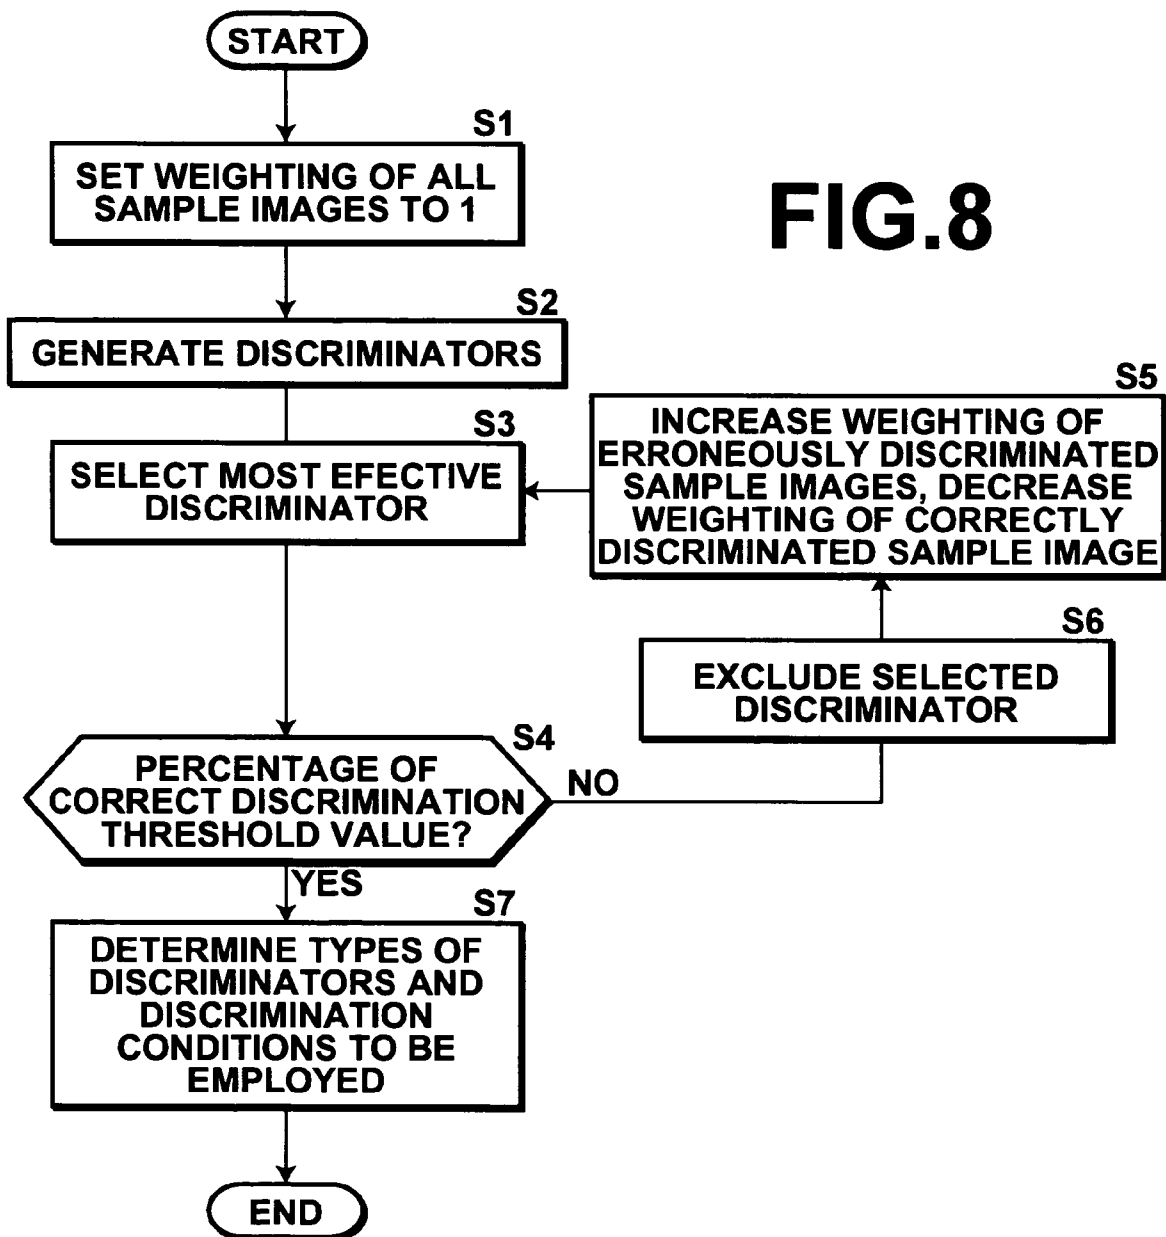 START
S1
SET WEIGHTING OF ALL
SAMPLE IMAGES TO 1
FIG.8
S2
GENERATE DISCRIMINATORS
S3
SELECT MOST EFECTIVE
DISCRIMINATOR
S5
INCREASE WEIGHTING OF
ERRONEOUSLY DISCRIMINATED
SAMPLE IMAGES, DECREASE
WEIGHTING OF CORRECTLY
DISCRIMINATED SAMPLE IMAGE
S6
EXCLUDE SELECTED
DISCRIMINATOR
S4
PERCENTAGE OF
CORRECT DISCRIMINATION
THRESHOLD VALUE?
NO
YES
S7
DETERMINE TYPES OF
DISCRIMINATORS AND
DISCRIMINATION
CONDITIONS TO BE
EMPLOYED
END